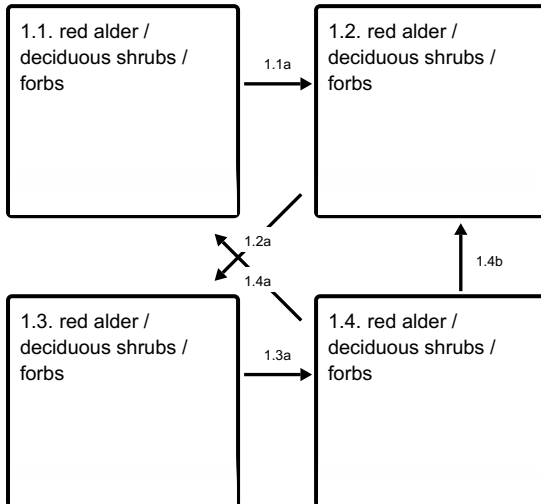 1.1. red alder /
deciduous shrubs /
forbs
1.1a
1.2. red alder /
deciduous shrubs /
forbs
1.2a
1.4a
1.4b
1.3. red alder /
deciduous shrubs /
forbs
1.3a
1.4. red alder /
deciduous shrubs /
forbs